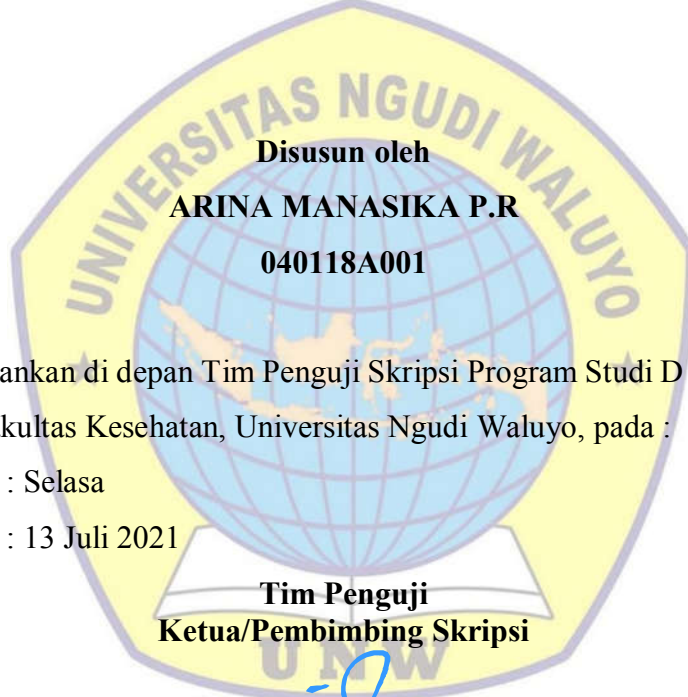 UNIVERSITAS NGUDI WALUYO
Disusun oleh
ARINA MANASIKA P.R
040118A001
ankan di depan Tim Penguji Skripsi Program Studi D
kultas Kesehatan, Universitas Ngudi Waluyo, pada :
: Selasa
: 13 Juli 2021
Tim Penguji
Ketua/Pembimbing Skripsi
UNW